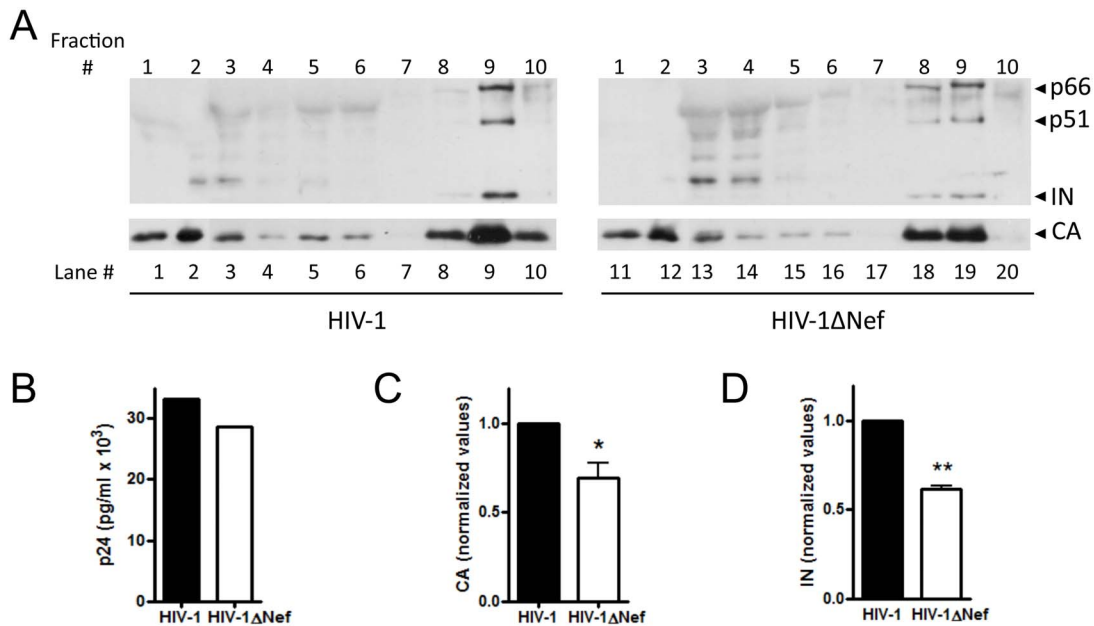 A
Fraction
# 1 2 3 4 5 6 7 8 9 10 1 2 3 4 5 6 7 8 9 10
p66
p51
IN
CA
Lane # 1 2 3 4 5 6 7 8 9 10 11 12 13 14 15 16 17 18 19 20
HIV-1 HIV-1ΔNef
B
p24 (pg/ml x 10³)
30
20
10
0
HIV-1 HIV-1ΔNef
C
CA (normalized values)
1.0
0.5
0.0
*
HIV-1 HIV-1ΔNef
D
IN (normalized values)
1.0
0.5
0.0
**
HIV-1 HIV-1ΔNef